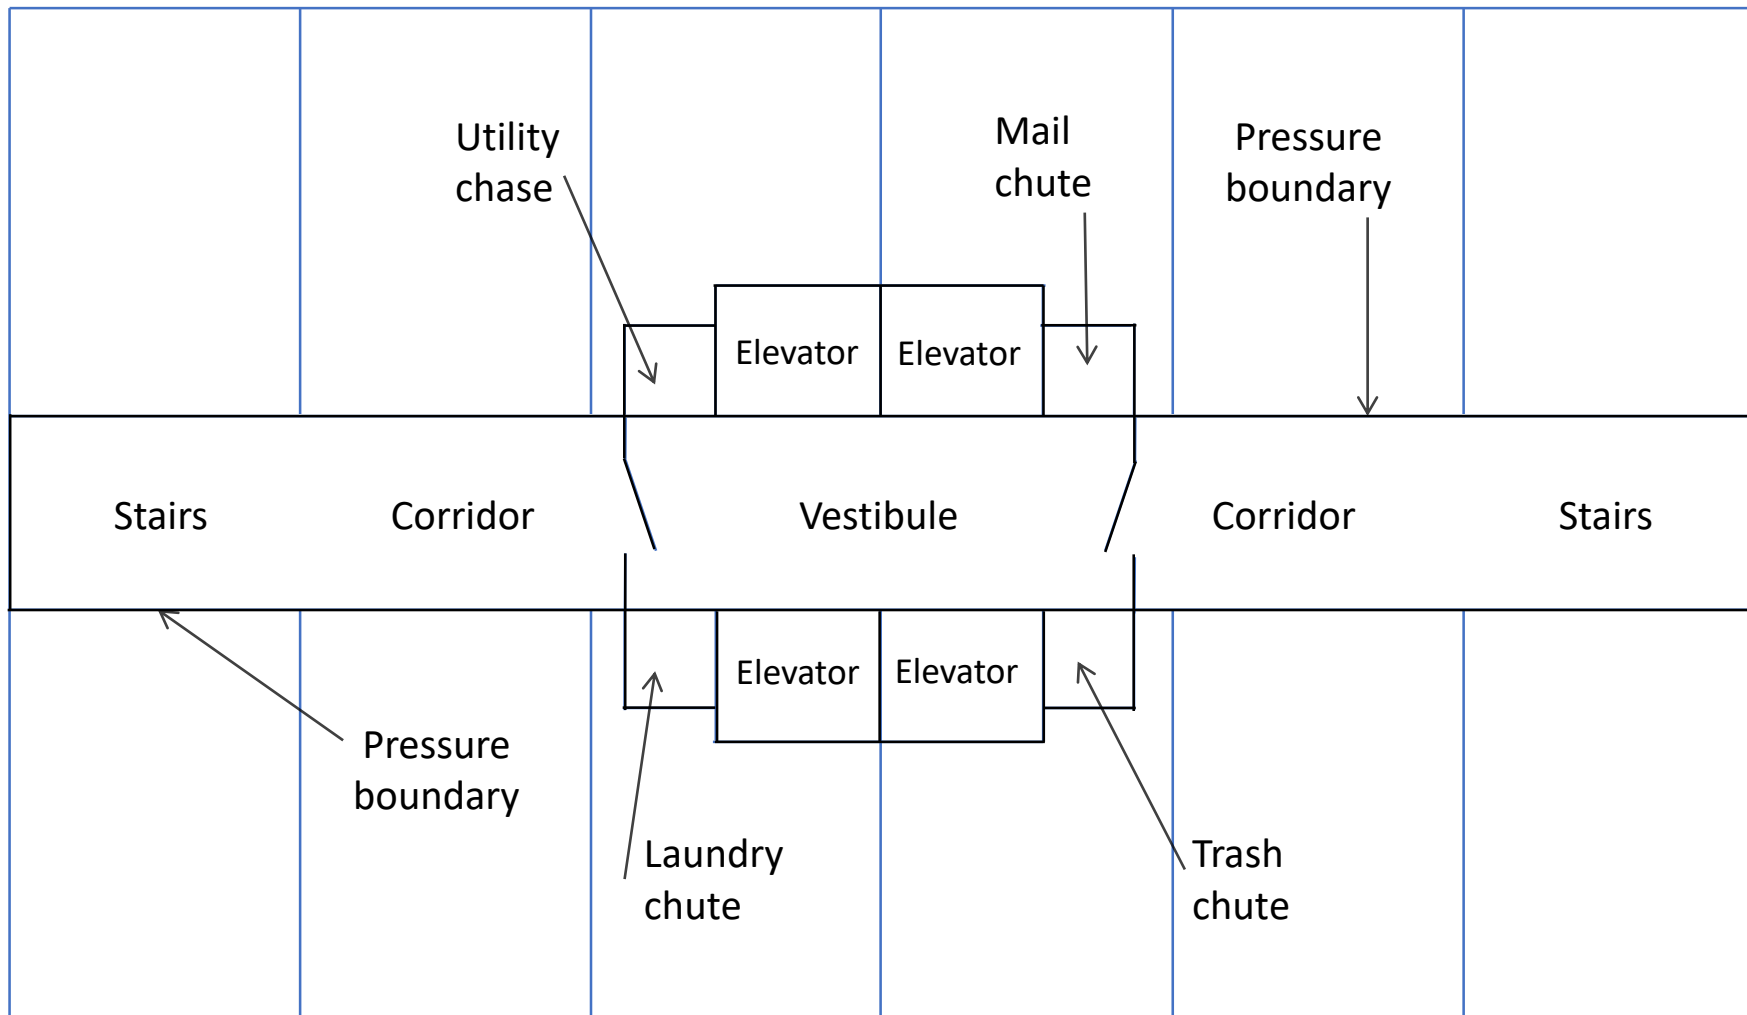 Utility
chase
Mail
chute
Pressure
boundary
Elevator
Elevator
Stairs
Corridor
Vestibule
Corridor
Stairs
Elevator
Elevator
Pressure
boundary
Laundry
chute
Trash
chute